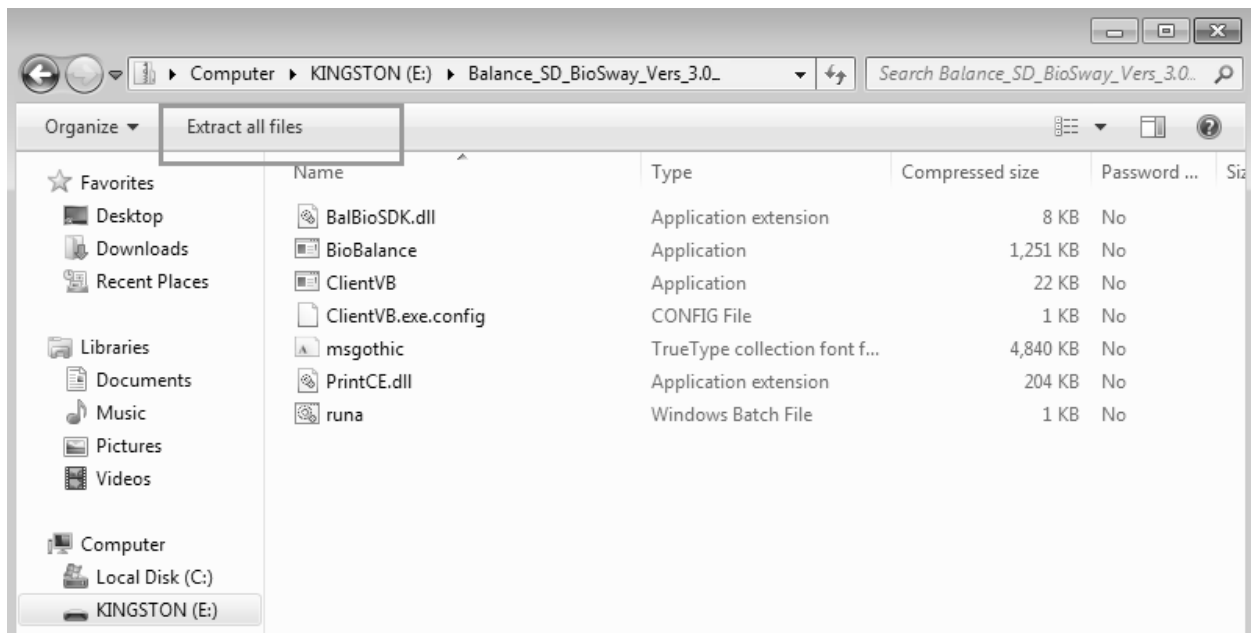 Computer ▸ KINGSTON (E:) ▸ Balance_SD_BioSway_Vers_3.0_ Search Balance_SD_BioSway_Vers_3.0...
Organize Extract all files
Name Type Compressed size Password ... Siz
Favorites
Desktop
Downloads
Recent Places
Libraries
Documents
Music
Pictures
Videos
Computer
Local Disk (C:)
KINGSTON (E:)
BalBioSDK.dll Application extension 8 KB No
BioBalance Application 1,251 KB No
ClientVB Application 22 KB No
ClientVB.exe.config CONFIG File 1 KB No
msgothic TrueType collection font f... 4,840 KB No
PrintCE.dll Application extension 204 KB No
runa Windows Batch File 1 KB No